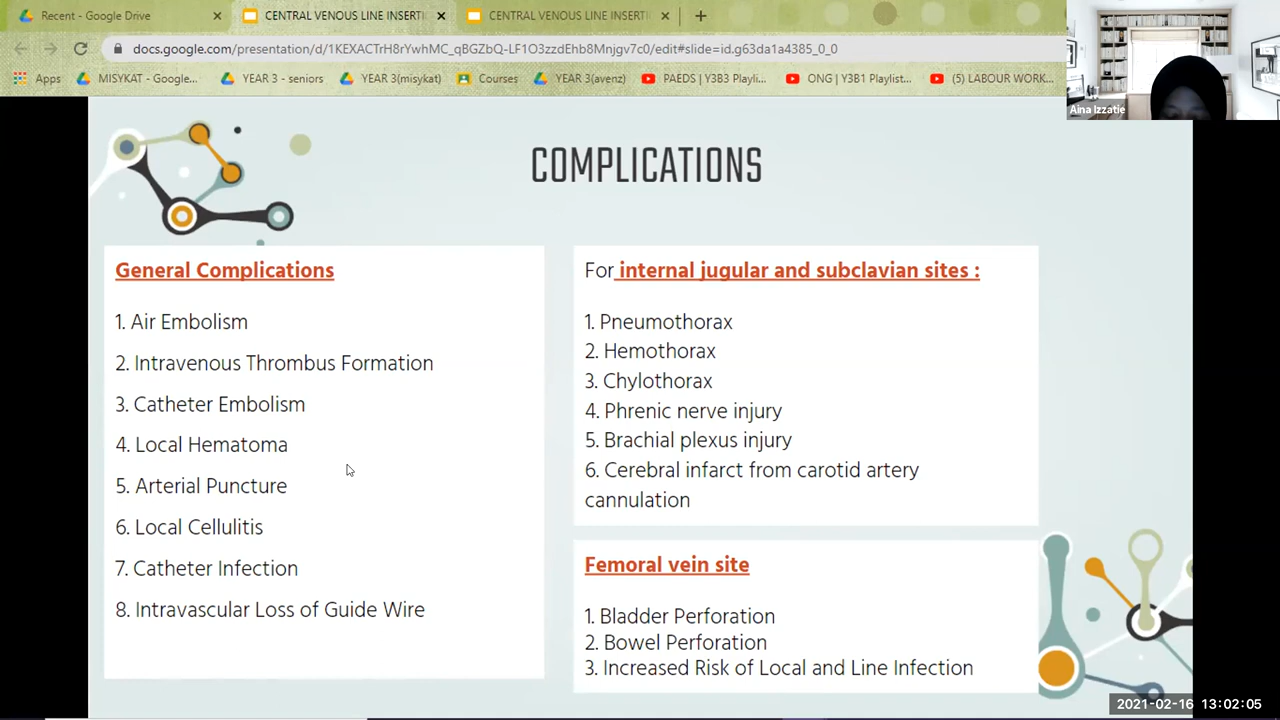 Recent - Google Drive
CENTRAL VENOUS LINE INSERTI
CENTRAL VENOUS LINE INSERTI
docs.google.com/presentation/d/1KEXACTrH8rYwhMC_qBGZbQ-LF1O3zzdEhb8Mnjgv7c0/edit#slide=id.g63da1a4385_0_0
Apps
MISYKAT - Google...
YEAR 3 - seniors
YEAR 3(misykat)
Courses
YEAR 3(avenz)
PAEDS | Y3B3 Playli...
ONG | Y3B1 Playlist...
(5) LABOUR WORK...
Aina Izzatie
COMPLICATIONS
General Complications
1. Air Embolism
2. Intravenous Thrombus Formation
3. Catheter Embolism
4. Local Hematoma
5. Arterial Puncture
6. Local Cellulitis
7. Catheter Infection
8. Intravascular Loss of Guide Wire
For internal jugular and subclavian sites :
1. Pneumothorax
2. Hemothorax
3. Chylothorax
4. Phrenic nerve injury
5. Brachial plexus injury
6. Cerebral infarct from carotid artery
cannulation
Femoral vein site
1. Bladder Perforation
2. Bowel Perforation
3. Increased Risk of Local and Line Infection
2021-02-16 13:02:05